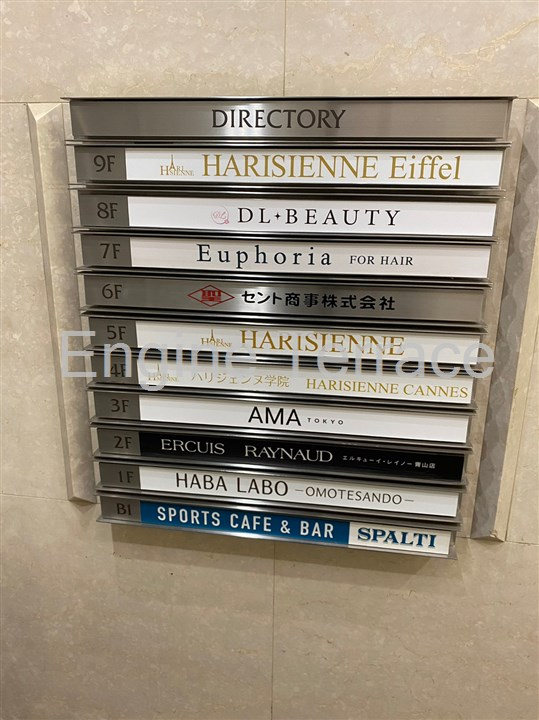 DIRECTORY
9F HARISIENNE HARISIENNE Eiffel
8F DL BEAUTY
7F Euphoria FOR HAIR
6F セント商事株式会社
5F HARISIENNE HARISIENNE
Engine Terrace
4F ハリジェンヌ学院 HARISIENNE CANNES
3F AMA TOKYO
2F ERCUIS RAYNAUD エルキューイ・レイノー青山店
1F HABA LABO -OMOTESANDO-
B1 SPORTS CAFE & BAR SPALTI